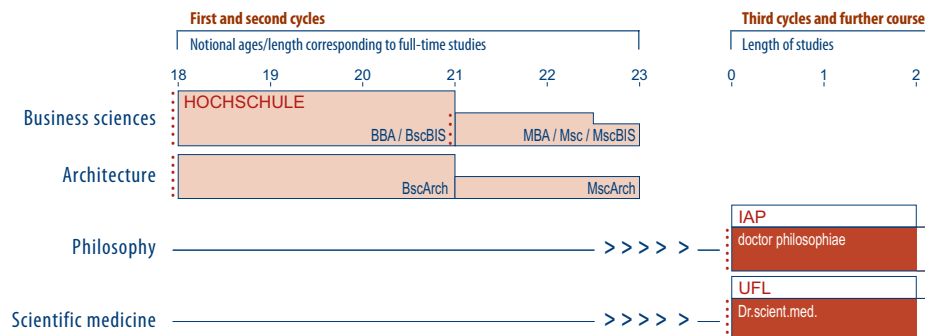 First and second cycles
Third cycles and further course
Notional ages/length corresponding to full-time studies
Length of studies
18 19 20 21 22 23 0 1 2
HOCHSCHULE
Business sciences
BBA / BscBIS MBA / Msc / MscBIS
Architecture
BscArch MscArch
IAP
Philosophy
> > > > >
doctor philosophiae
UFL
Dr.scient.med.
Scientific medicine
> > > > >